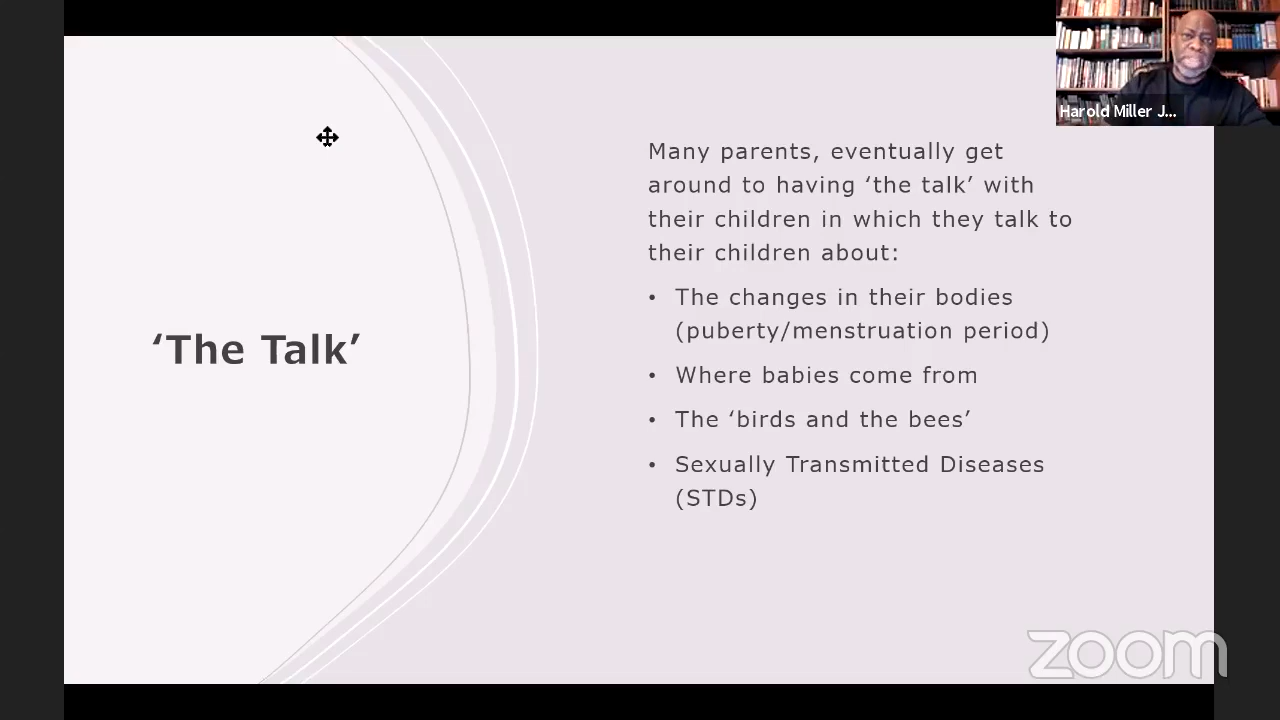 Harold Miller J...
Many parents, eventually get
around to having ‘the talk’ with
their children in which they talk to
their children about:
• The changes in their bodies
(puberty/menstruation period)
• Where babies come from
• The ‘birds and the bees’
• Sexually Transmitted Diseases
(STDs)
‘The Talk’
zoom